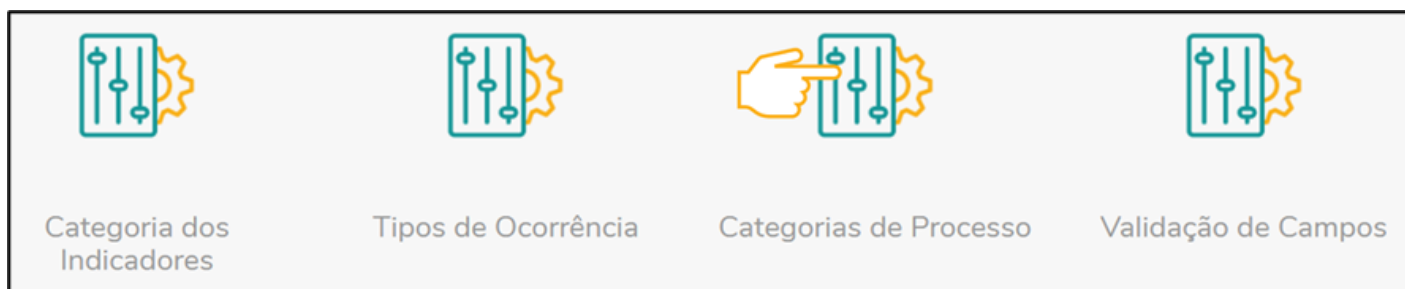 Categoria dos
Indicadores
Tipos de Ocorrência
Categorias de Processo
Validação de Campos